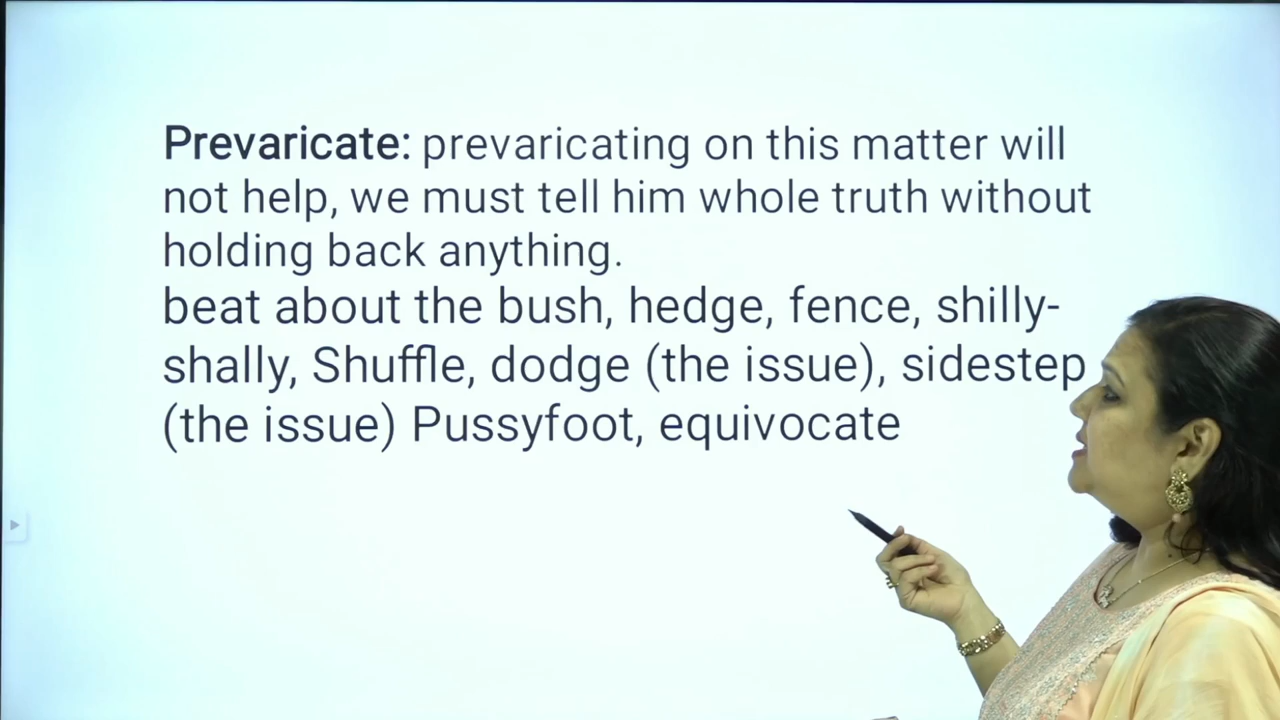 Prevaricate: prevaricating on this matter will
not help, we must tell him whole truth without
holding back anything.
beat about the bush, hedge, fence, shilly-
shally, Shuffle, dodge (the issue), sidestep
(the issue) Pussyfoot, equivocate